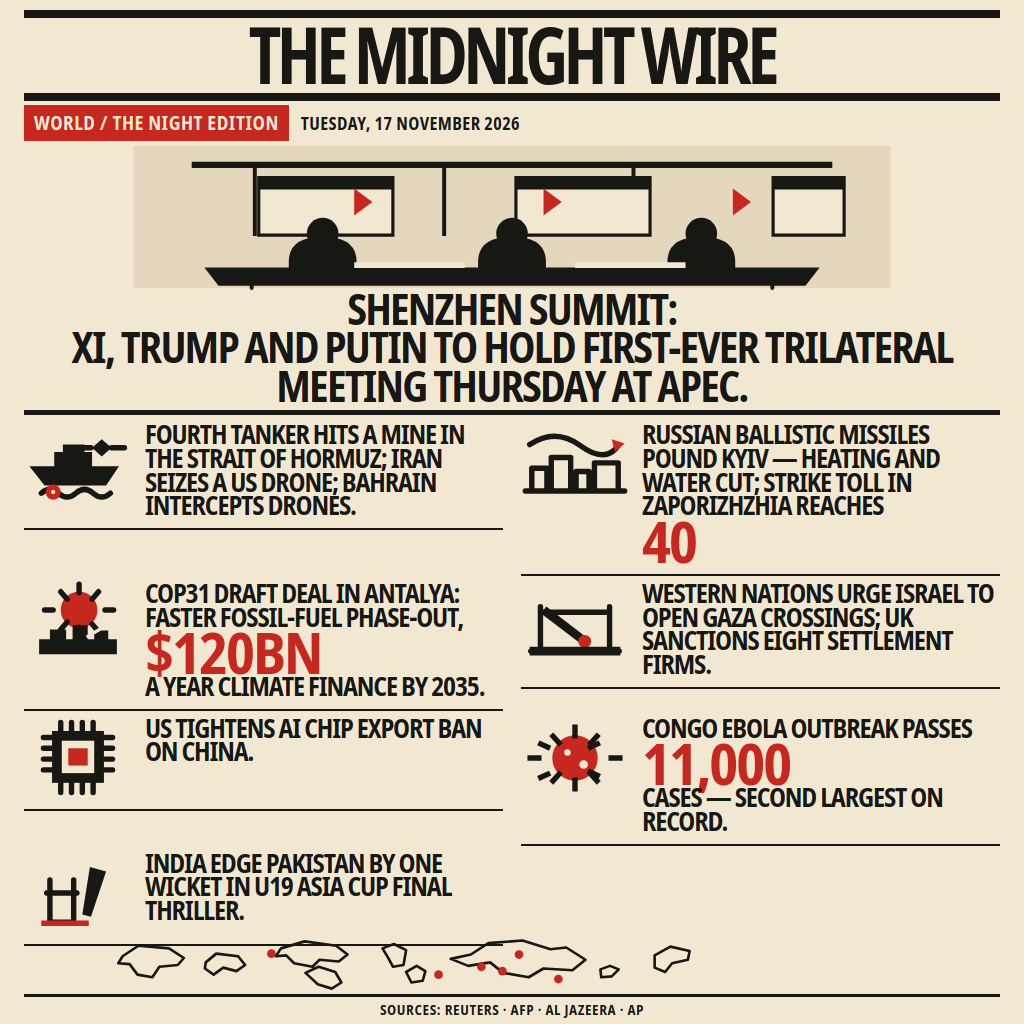 THE MIDNIGHT WIRE
WORLD / THE NIGHT EDITION
TUESDAY, 17 NOVEMBER 2026
SHENZHEN SUMMIT:
XI, TRUMP AND PUTIN TO HOLD FIRST-EVER TRILATERAL
MEETING THURSDAY AT APEC.
FOURTH TANKER HITS A MINE IN
THE STRAIT OF HORMUZ; IRAN
SEIZES A US DRONE; BAHRAIN
INTERCEPTS DRONES.
RUSSIAN BALLISTIC MISSILES
POUND KYIV — HEATING AND
WATER CUT; STRIKE TOLL IN
ZAPORIZHZHIA REACHES
40
COP31 DRAFT DEAL IN ANTALYA:
FASTER FOSSIL-FUEL PHASE-OUT,
$120BN
A YEAR CLIMATE FINANCE BY 2035.
WESTERN NATIONS URGE ISRAEL TO
OPEN GAZA CROSSINGS; UK
SANCTIONS EIGHT SETTLEMENT
FIRMS.
US TIGHTENS AI CHIP EXPORT BAN
ON CHINA.
CONGO EBOLA OUTBREAK PASSES
11,000
CASES — SECOND LARGEST ON
RECORD.
INDIA EDGE PAKISTAN BY ONE
WICKET IN U19 ASIA CUP FINAL
THRILLER.
SOURCES: REUTERS · AFP · AL JAZEERA · AP